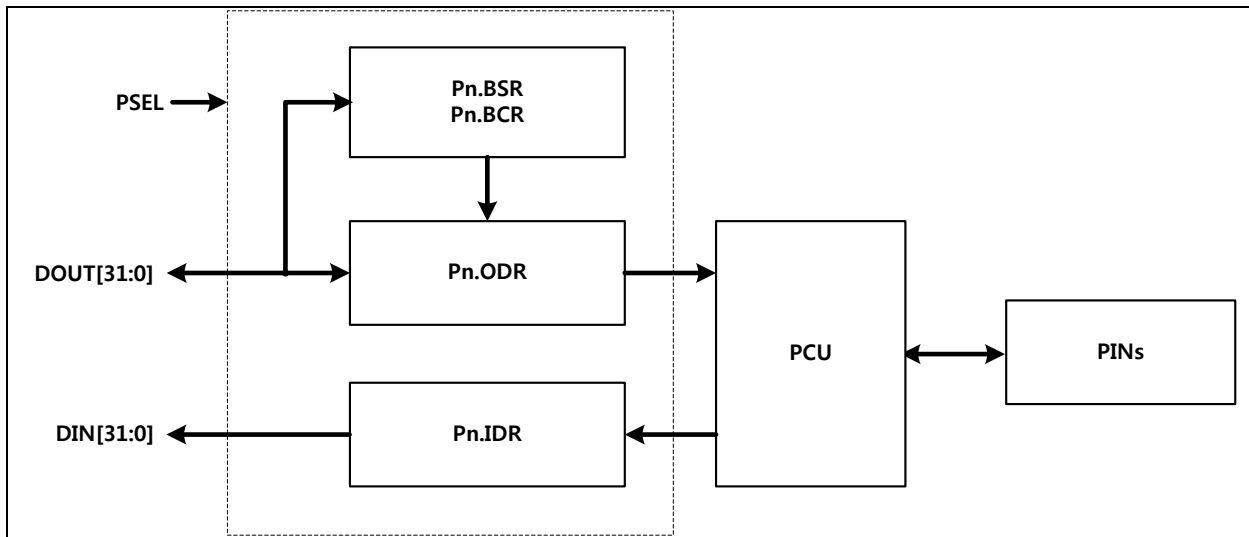 Pn.BSR
Pn.BCR
PSEL
DOUT[31:0]
Pn.ODR
PCU
PINs
DIN[31:0]
Pn.IDR